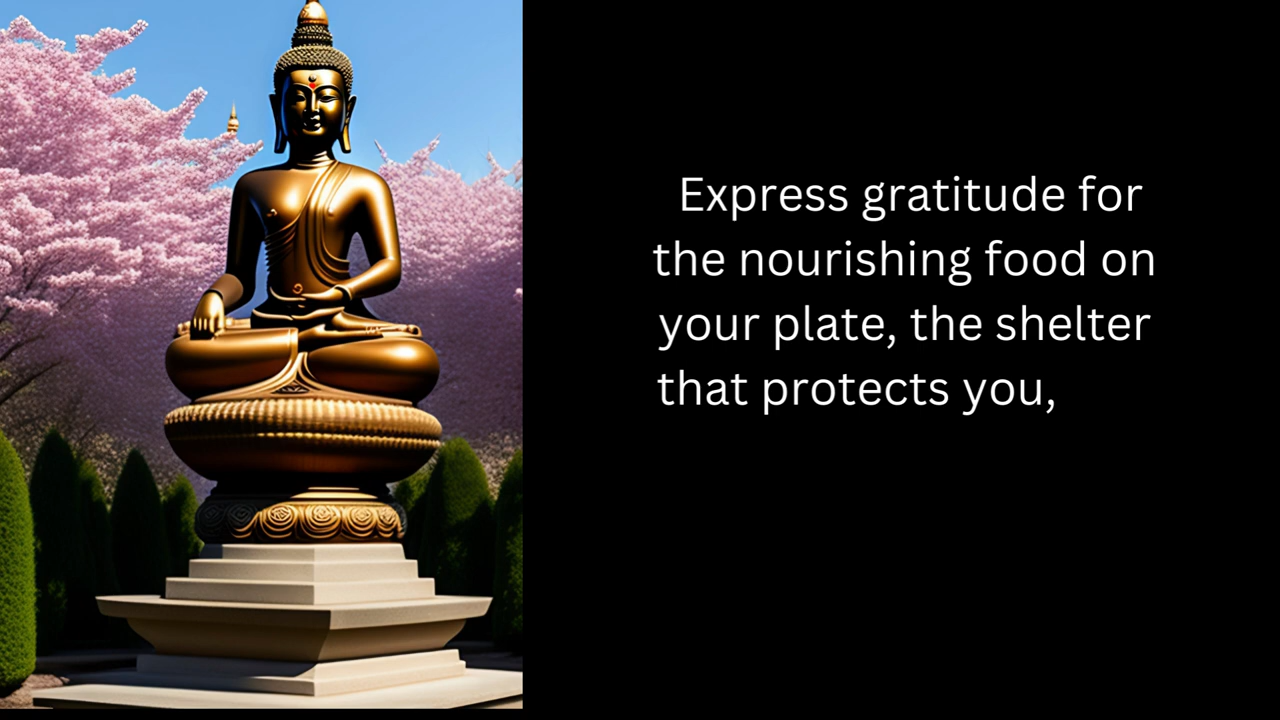 Express gratitude for
the nourishing food on
your plate, the shelter
that protects you,